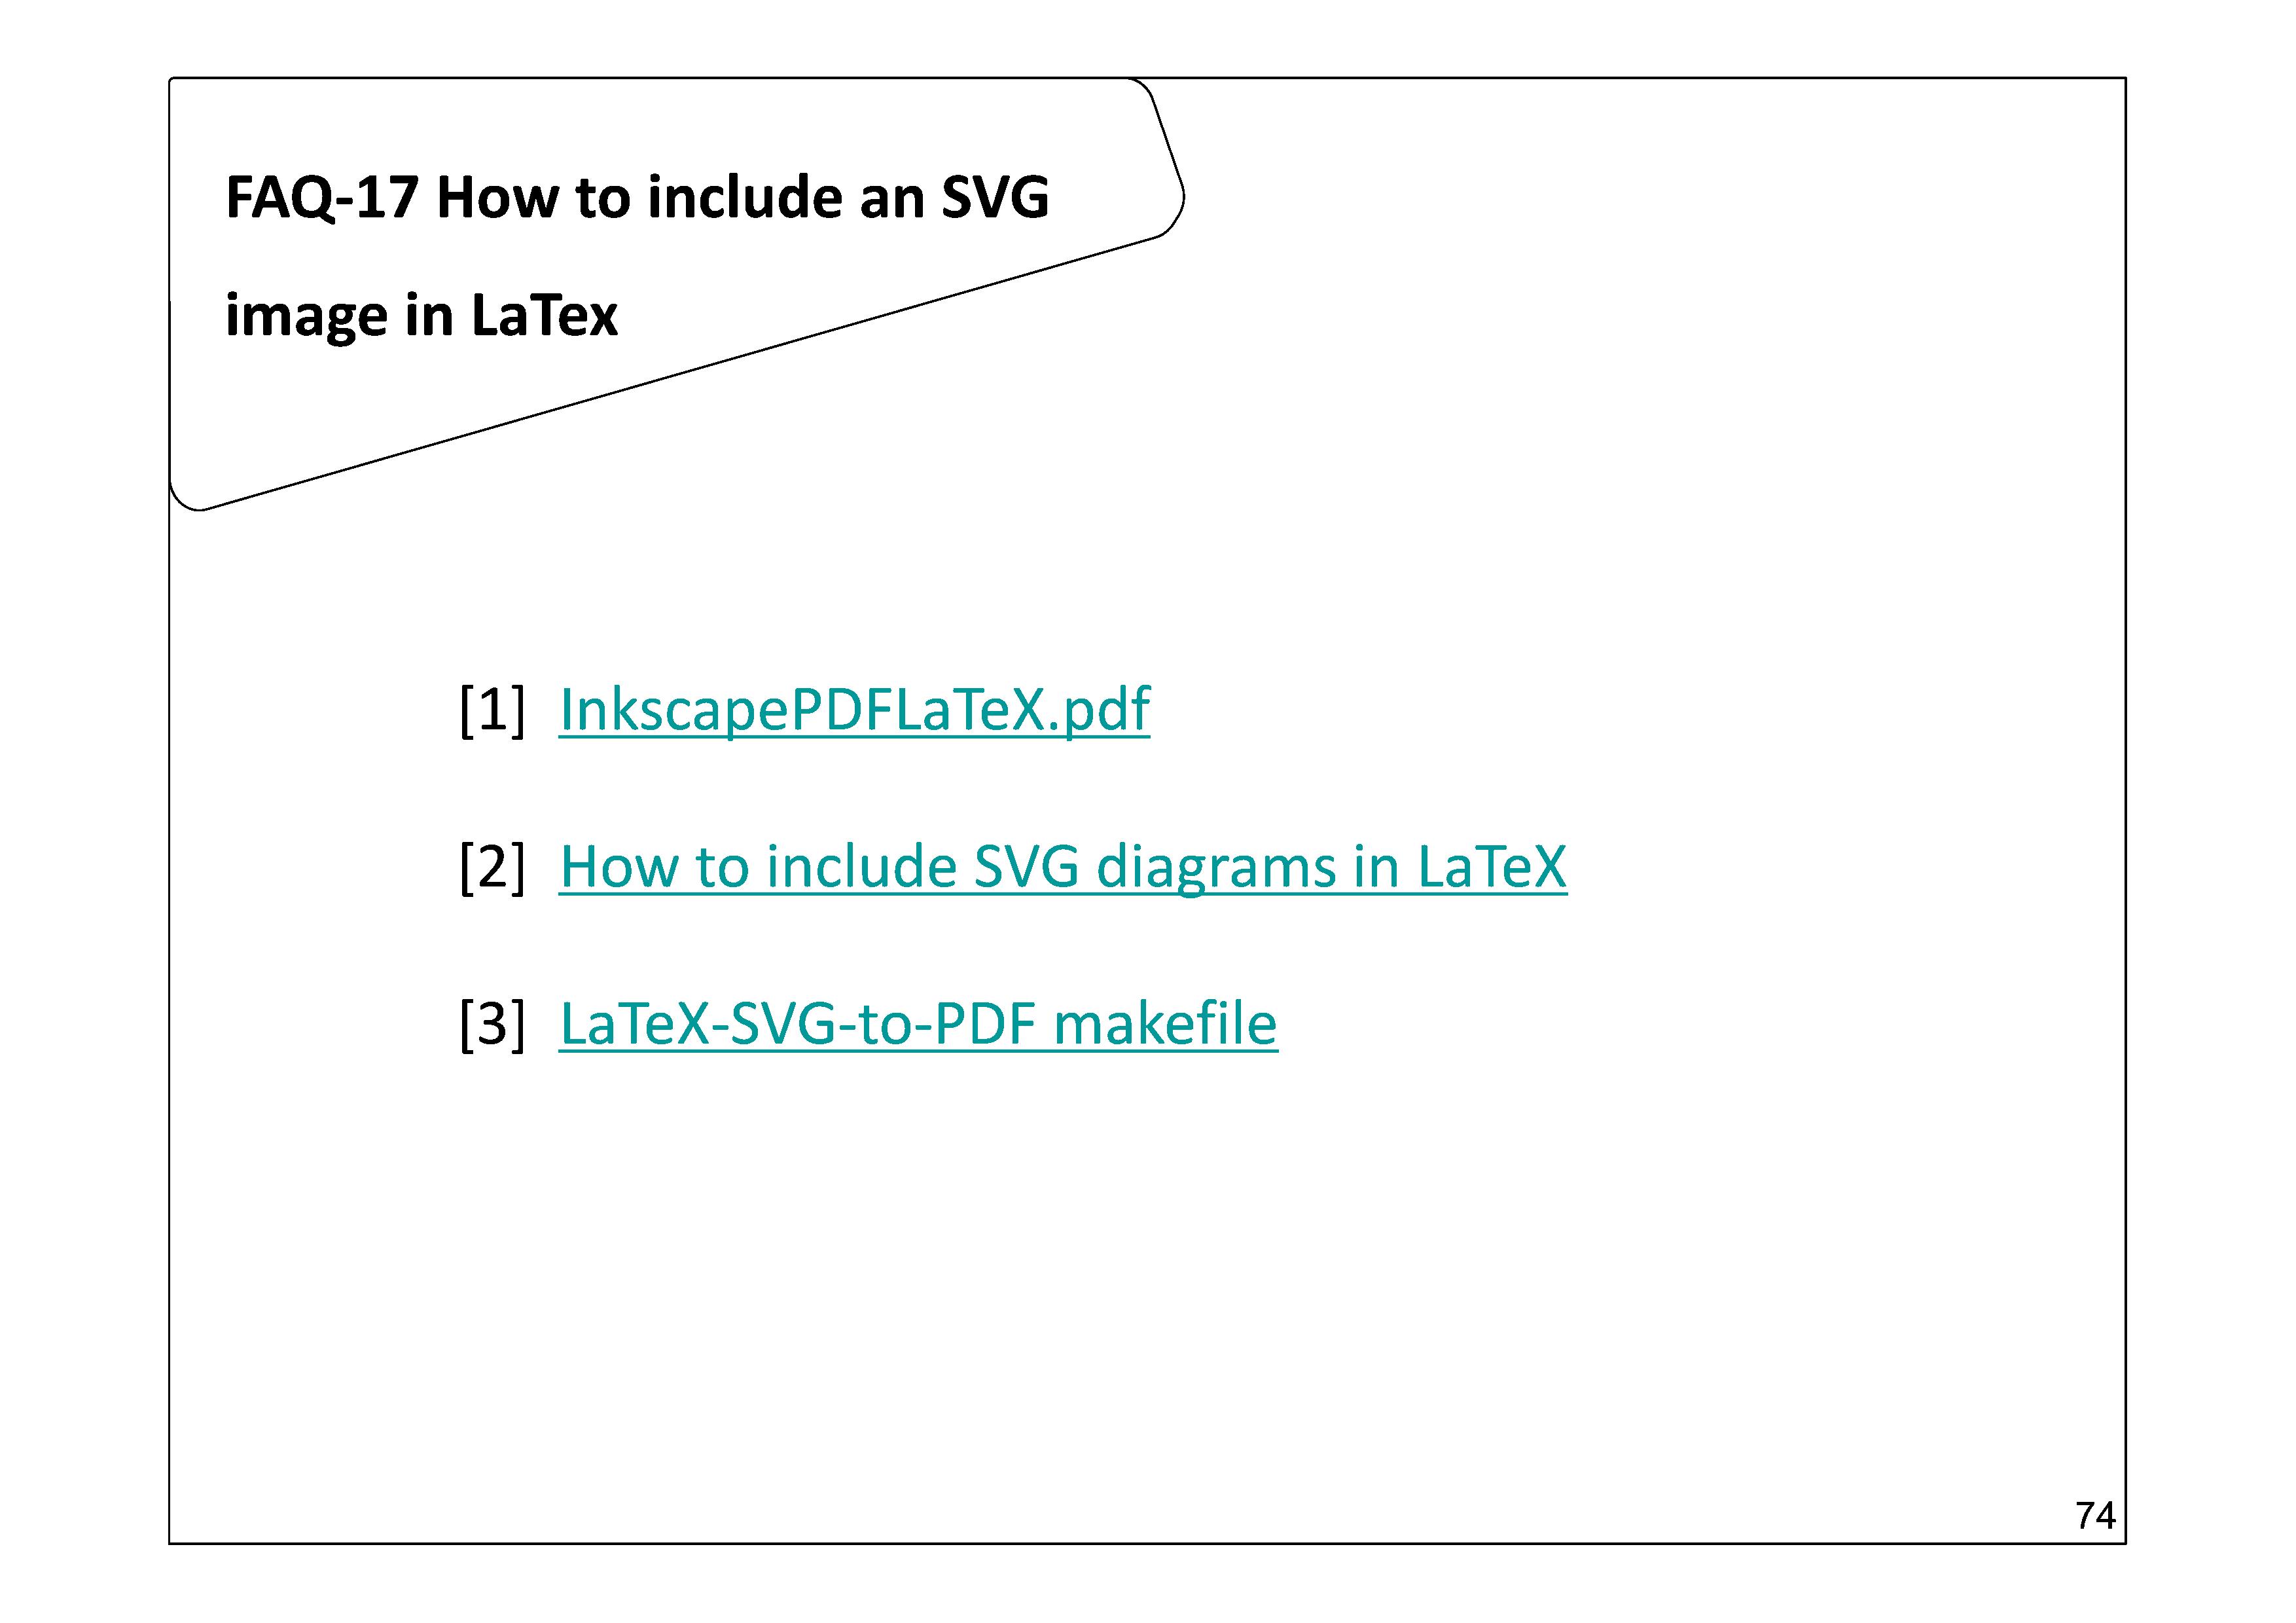 FAQ-17 How to include an SVG
image in LaTex
[1] InkscapePDFLaTeX.pdf
[2] How to include SVG diagrams in LaTeX
[3] LaTeX-SVG-to-PDF makefile
74